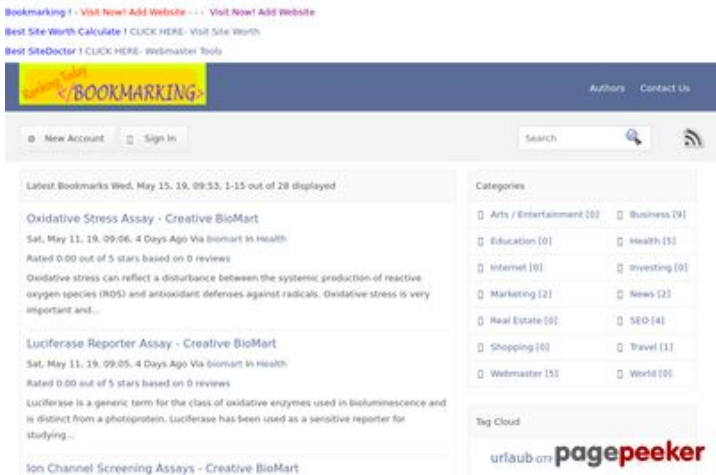 Bookmarking ! - Visit Now! Add Website - - - Visit Now! Add Website
Best Site Worth Calculate ! CLICK HERE- Visit Site Worth
Best SiteDoctor ! CLICK HERE- Webmaster Tools
Ranking Today
</BOOKMARKING>
Authors Contact Us
New Account Sign In Search
Latest Bookmarks Wed, May 15, 19, 09:53, 1-15 out of 28 displayed
Oxidative Stress Assay - Creative BioMart
Sat, May 11, 19, 09:06, 4 Days Ago Via biomart In Health
Rated 0.00 out of 5 stars based on 0 reviews
Oxidative stress can reflect a disturbance between the systemic production of reactive
oxygen species (ROS) and antioxidant defenses against radicals. Oxidative stress is very
important and...
Luciferase Reporter Assay - Creative BioMart
Sat, May 11, 19, 09:05, 4 Days Ago Via biomart In Health
Rated 0.00 out of 5 stars based on 0 reviews
Luciferase is a generic term for the class of oxidative enzymes used in bioluminescence and
is distinct from a photoprotein. Luciferase has been used as a sensitive reporter for
studying...
Ion Channel Screening Assays - Creative BioMart
Categories
Arts / Entertainment [0] Business [9]
Education [0] Health [5]
Internet [0] Investing [0]
Marketing [2] News [2]
Real Estate [0] SEO [4]
Shopping [0] Travel [1]
Webmaster [5] World [0]
Tag Cloud
urlaub
pagepeeker